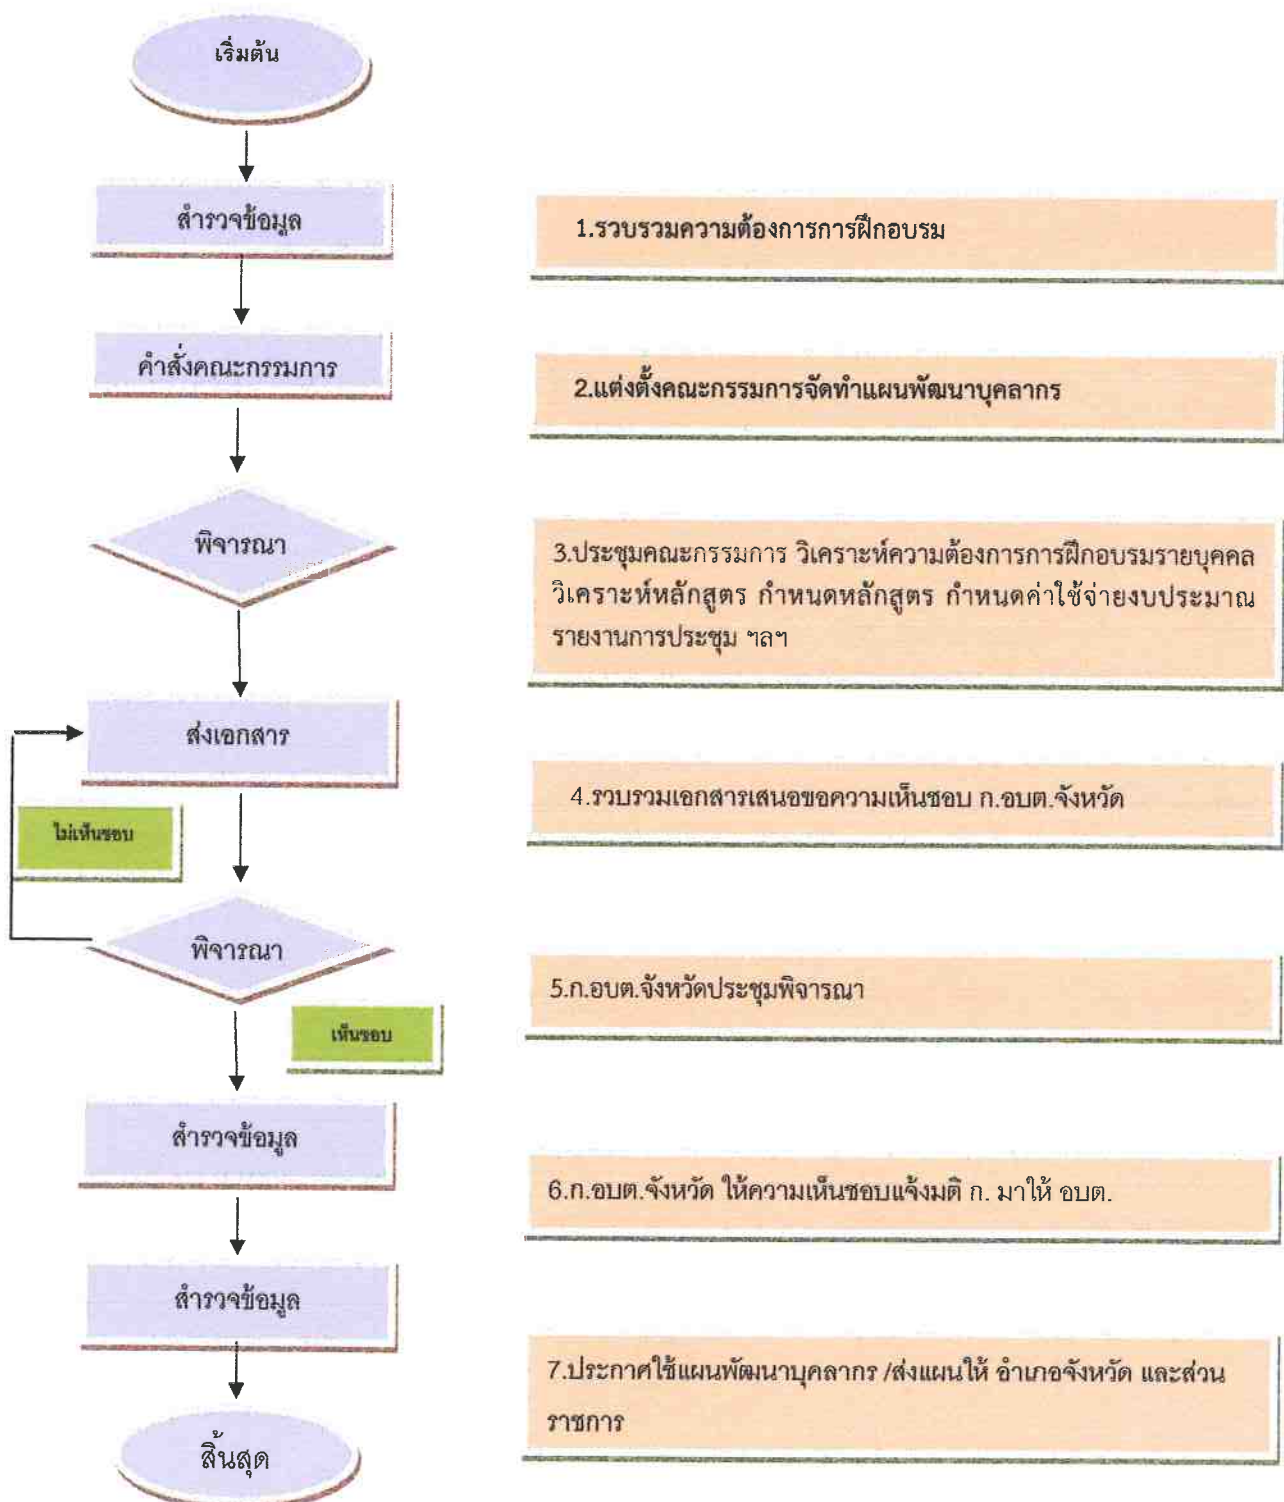 เริ่มต้น
สำรวจข้อมูล
1.รวบรวมความต้องการการฝึกอบรม
คำสั่งคณะกรรมการ
2.แต่งตั้งคณะกรรมการจัดทำแผนพัฒนาบุคลากร
พิจารณา
3.ประชุมคณะกรรมการ วิเคราะห์ความต้องการการฝึกอบรมรายบุคคล
วิเคราะห์หลักสูตร กำหนดหลักสูตร กำหนดค่าใช้จ่ายงบประมาณ
รายงานการประชุม ฯลฯ
ส่งเอกสาร
4.รวบรวมเอกสารเสนอขอความเห็นชอบ ก.อบต.จังหวัด
ไม่เห็นชอบ
พิจารณา
5.ก.อบต.จังหวัดประชุมพิจารณา
เห็นชอบ
สำรวจข้อมูล
6.ก.อบต.จังหวัด ให้ความเห็นชอบแจ้งมติ ก. มาให้ อบต.
สำรวจข้อมูล
7.ประกาศใช้แผนพัฒนาบุคลากร /ส่งแผนให้ อำเภอจังหวัด และส่วน
ราชการ
สิ้นสุด